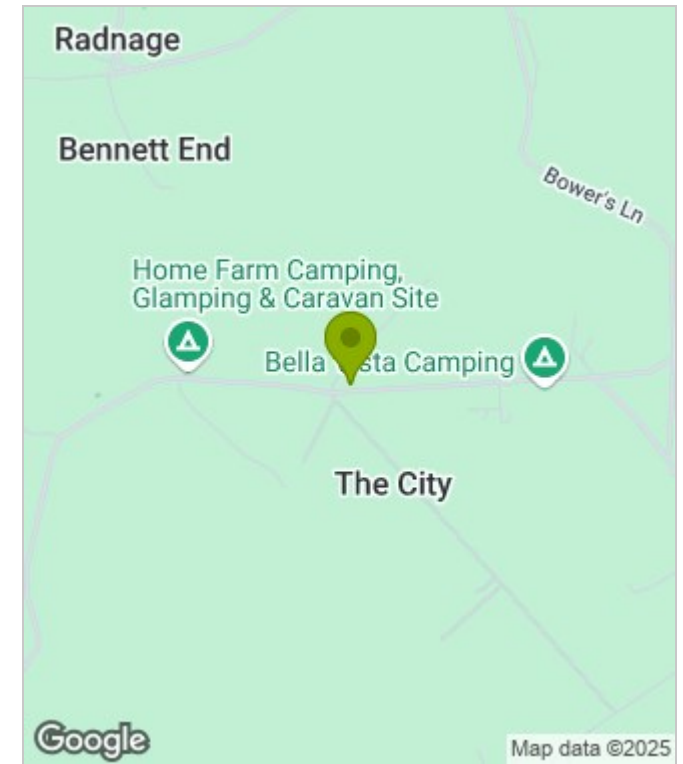 Radnage
Bennett End
Bower's Ln
Home Farm Camping,
Glamping & Caravan Site
Bella Vista Camping
The City
Google
Map data ©2025